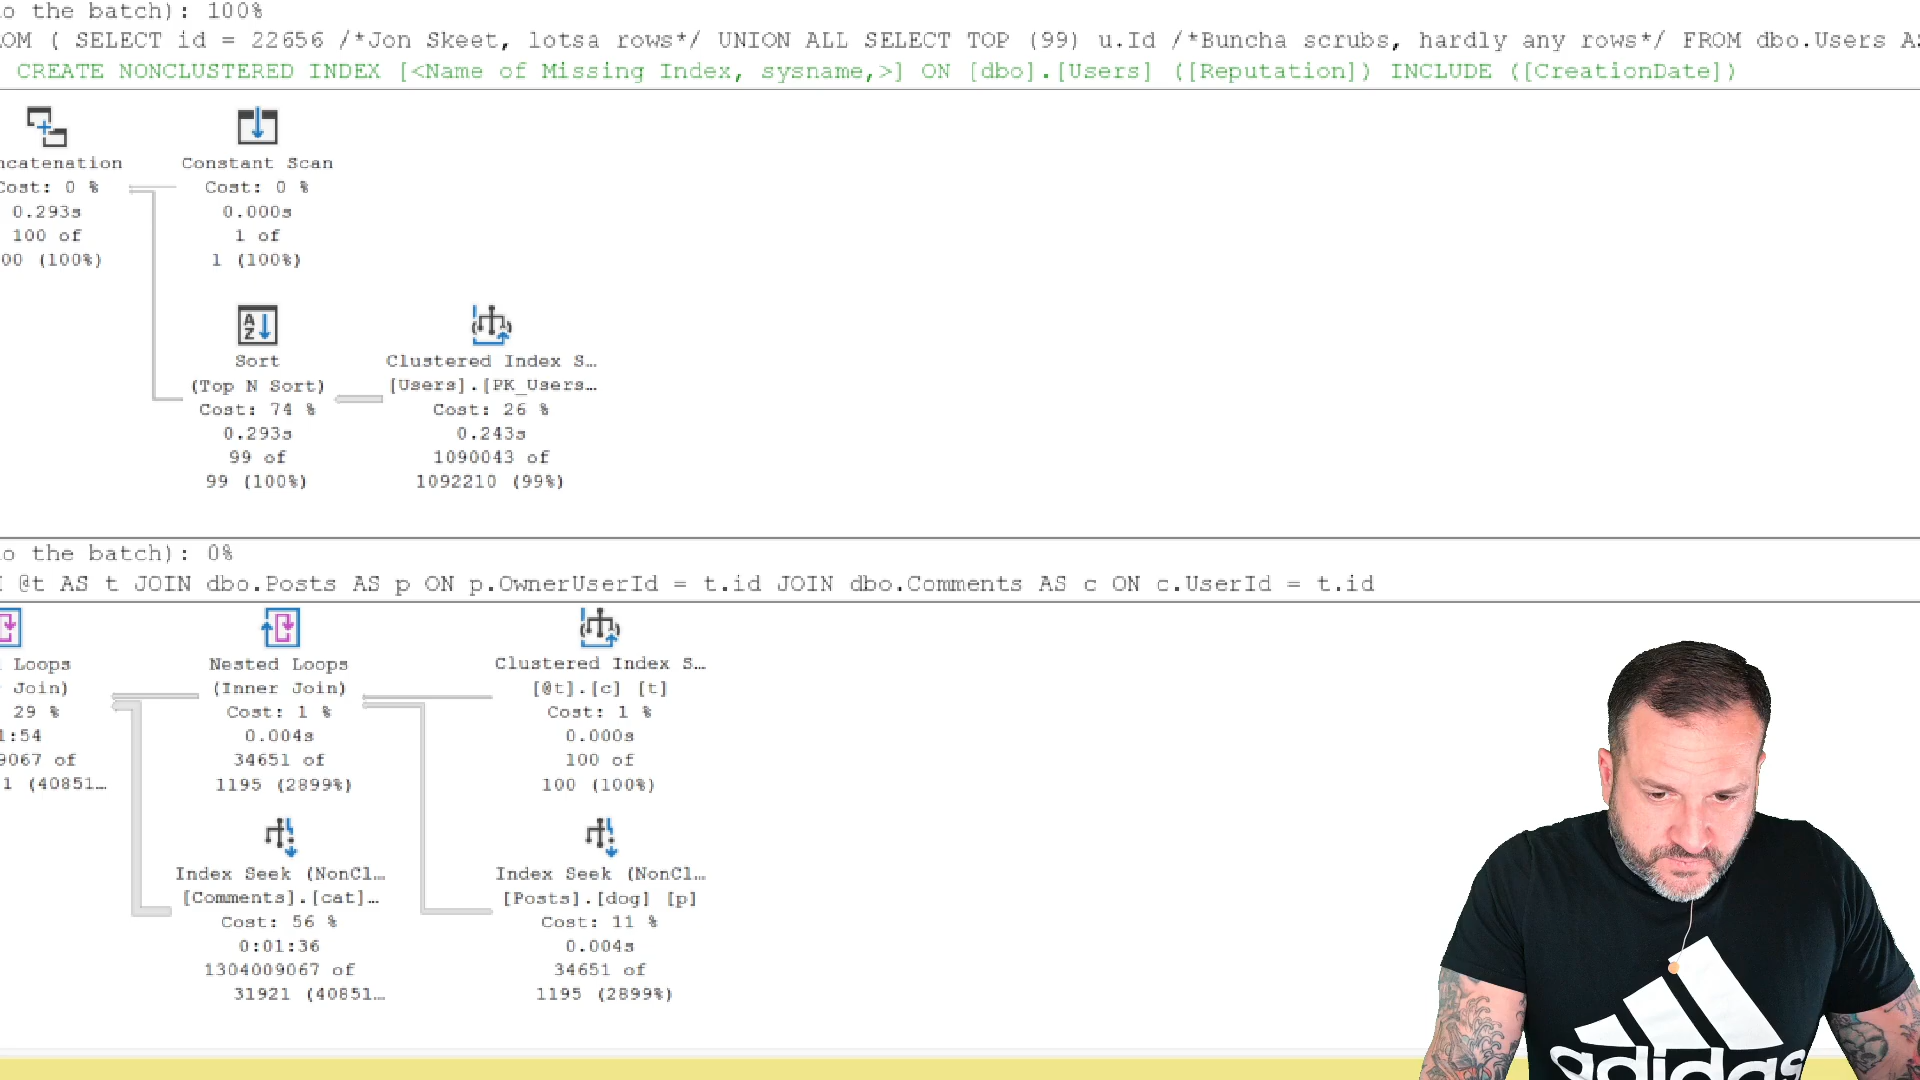 o the batch): 100%
OM ( SELECT id = 22656 /*Jon Skeet, lotsa rows*/ UNION ALL SELECT TOP (99) u.Id /*Buncha scrubs, hardly any rows*/ FROM dbo.Users A
CREATE NONCLUSTERED INDEX [<Name of Missing Index, sysname,>] ON [dbo].[Users] ([Reputation]) INCLUDE ([CreationDate])
ncatenation
Cost: 0 %
0.293s
100 of
00 (100%)
Constant Scan
Cost: 0 %
0.000s
1 of
1 (100%)
Sort
(Top N Sort)
Cost: 74 %
0.293s
99 of
99 (100%)
Clustered Index S…
[Users].[PK_Users…
Cost: 26 %
0.243s
1090043 of
1092210 (99%)
o the batch): 0%
@t AS t JOIN dbo.Posts AS p ON p.OwnerUserId = t.id JOIN dbo.Comments AS c ON c.UserId = t.id
Loops
Join)
29 %
1:54
9067 of
1 (40851…
Nested Loops
(Inner Join)
Cost: 1 %
0.004s
34651 of
1195 (2899%)
Clustered Index S…
[@t].[c] [t]
Cost: 1 %
0.000s
100 of
100 (100%)
Index Seek (NonCl…
[Comments].[cat]…
Cost: 56 %
0:01:36
1304009067 of
31921 (40851…
Index Seek (NonCl…
[Posts].[dog] [p]
Cost: 11 %
0.004s
34651 of
1195 (2899%)
adidas